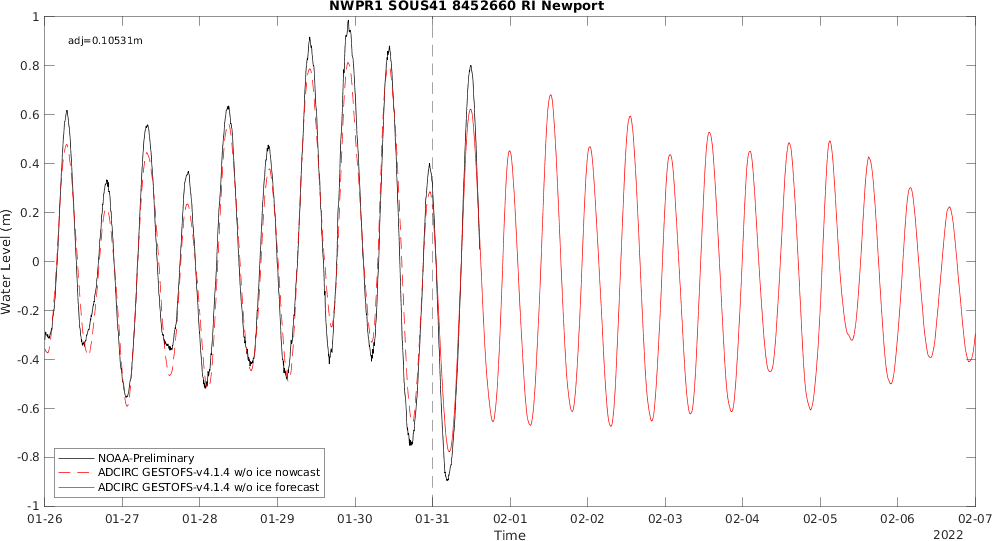 NWPR1 SOUS41 8452660 RI Newport
adj=0.10531m
1
0.8
0.6
0.4
0.2
0
-0.2
-0.4
-0.6
-0.8
-1
Water Level (m)
NOAA-Preliminary
ADCIRC GESTOFS-v4.1.4 w/o ice nowcast
ADCIRC GESTOFS-v4.1.4 w/o ice forecast
01-26 01-27 01-28 01-29 01-30 01-31 02-01 02-02 02-03 02-04 02-05 02-06 02-07
Time
2022